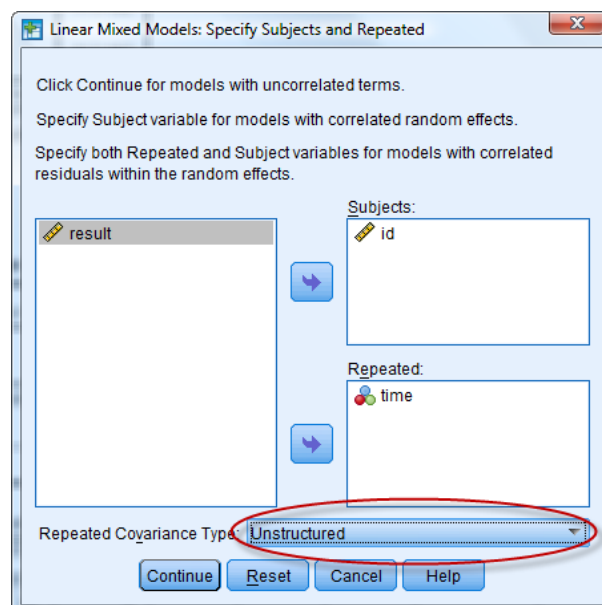 Linear Mixed Models: Specify Subjects and Repeated
Click Continue for models with uncorrelated terms.
Specify Subject variable for models with correlated random effects.
Specify both Repeated and Subject variables for models with correlated
residuals within the random effects.
Subjects:
result
id
Repeated:
time
Repeated Covariance Type: Unstructured
Continue Reset Cancel Help